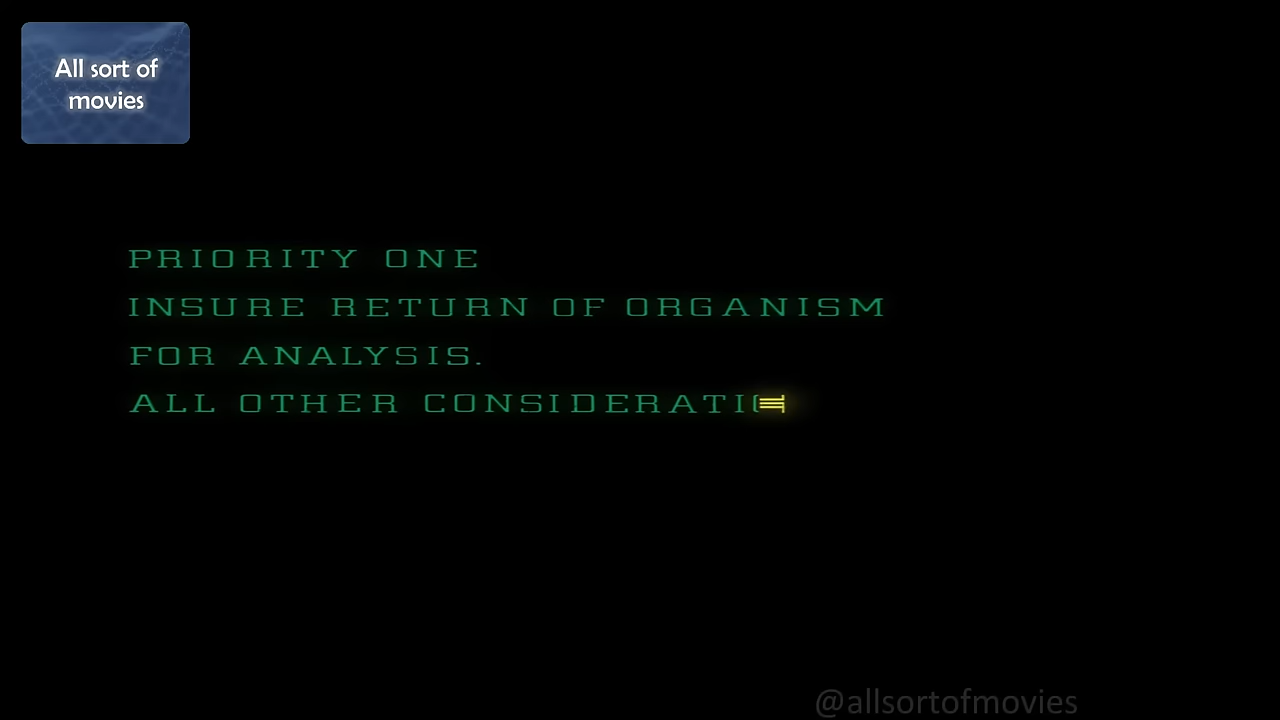 All sort of
movies
PRIORITY ONE
INSURE RETURN OF ORGANISM
FOR ANALYSIS.
ALL OTHER CONSIDERATI
@allsortofmovies